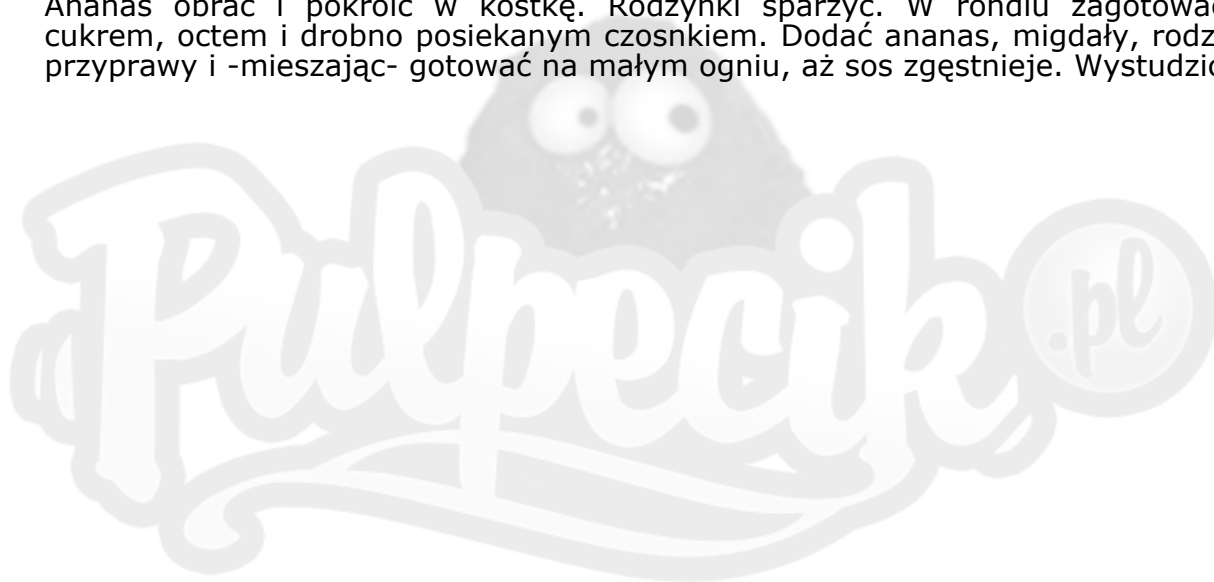 Ananas obrać i pokroić w kostkę. Rodzynki sparzyć. W rondlu zagotować
cukrem, octem i drobno posiekanym czosnkiem. Dodać ananas, migdały,
przyprawy i -mieszając- gotować na małym ogniu, aż sos zgęstnieje.
Pulpecik .pl